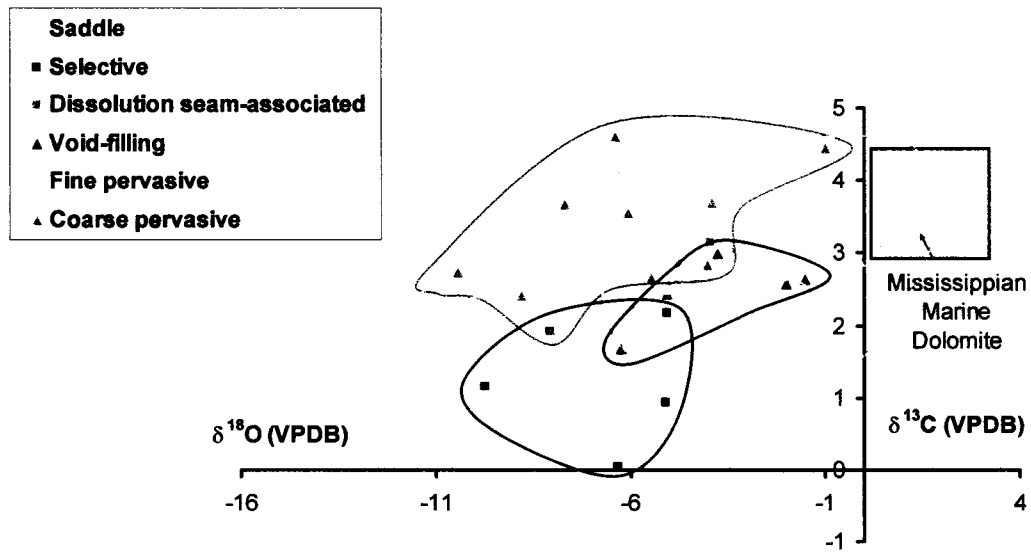 Saddle
Selective
Dissolution seam-associated
Void-filling
Fine pervasive
Coarse pervasive
5
4
3
2
1
0
-1
Mississippian
Marine
Dolomite
δ¹⁸O (VPDB)
δ¹³C (VPDB)
-16
-11
-6
-1
4